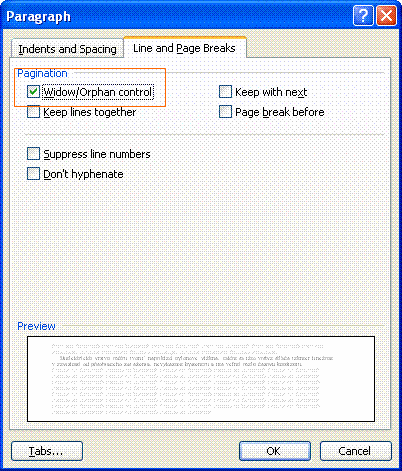 Paragraph
Indents and Spacing
Line and Page Breaks
Pagination
Widow/Orphan control
Keep with next
Keep lines together
Page break before
Suppress line numbers
Don't hyphenate
Preview
Tabs...
OK
Cancel